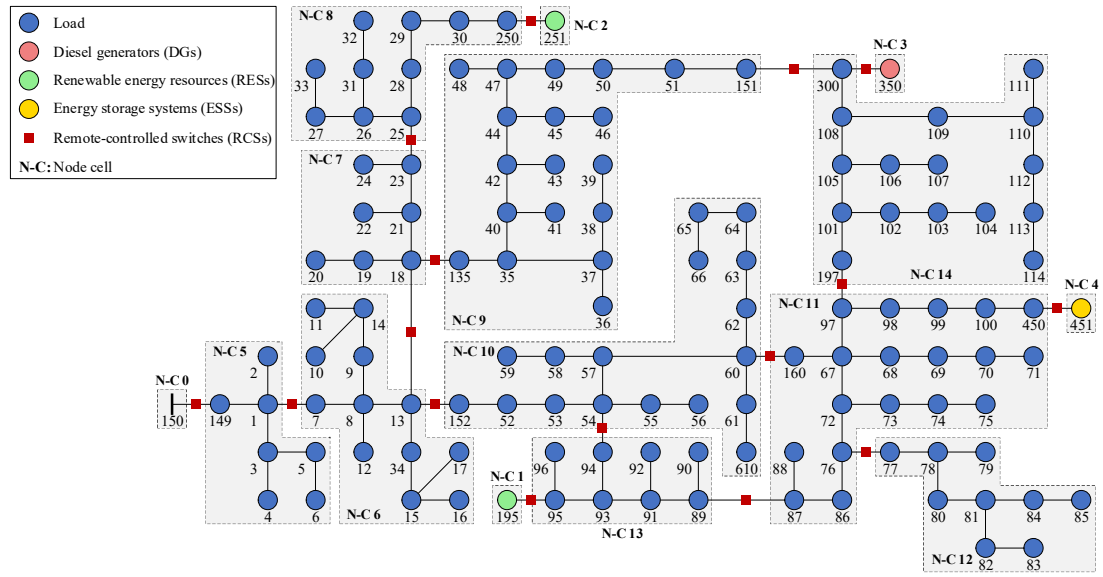 Load
Diesel generators (DGs)
Renewable energy resources (RESs)
Energy storage systems (ESSs)
Remote-controlled switches (RCSs)
N-C: Node cell
N-C 8
29 30 250 251 N-C 2
32
N-C 3
33 31 28 48 47 49 50 51 151 300 350 111
27 26 25 44 45 46 108 109 110
N-C 7
24 23 42 43 39 105 106 107 112
22 21 40 41 38 65 64 101 102 103 104 113
20 19 18 135 35 37 66 63 197 N-C 14 114
N-C 4
11 14 N-C 9 36 62 N-C 11 97 98 99 100 450 451
N-C 5 N-C 10
2 10 9 59 58 57 60 160 67 68 69 70 71
N-C 0
150 149 1 7 8 13 152 52 53 54 55 56 61 72 73 74 75
3 5 12 34 17 96 94 92 90 610 88 76 77 78 79
N-C 1
4 6 N-C 6 15 16 195 95 93 91 89 87 86 80 81 84 85
N-C 13
N-C 12 82 83